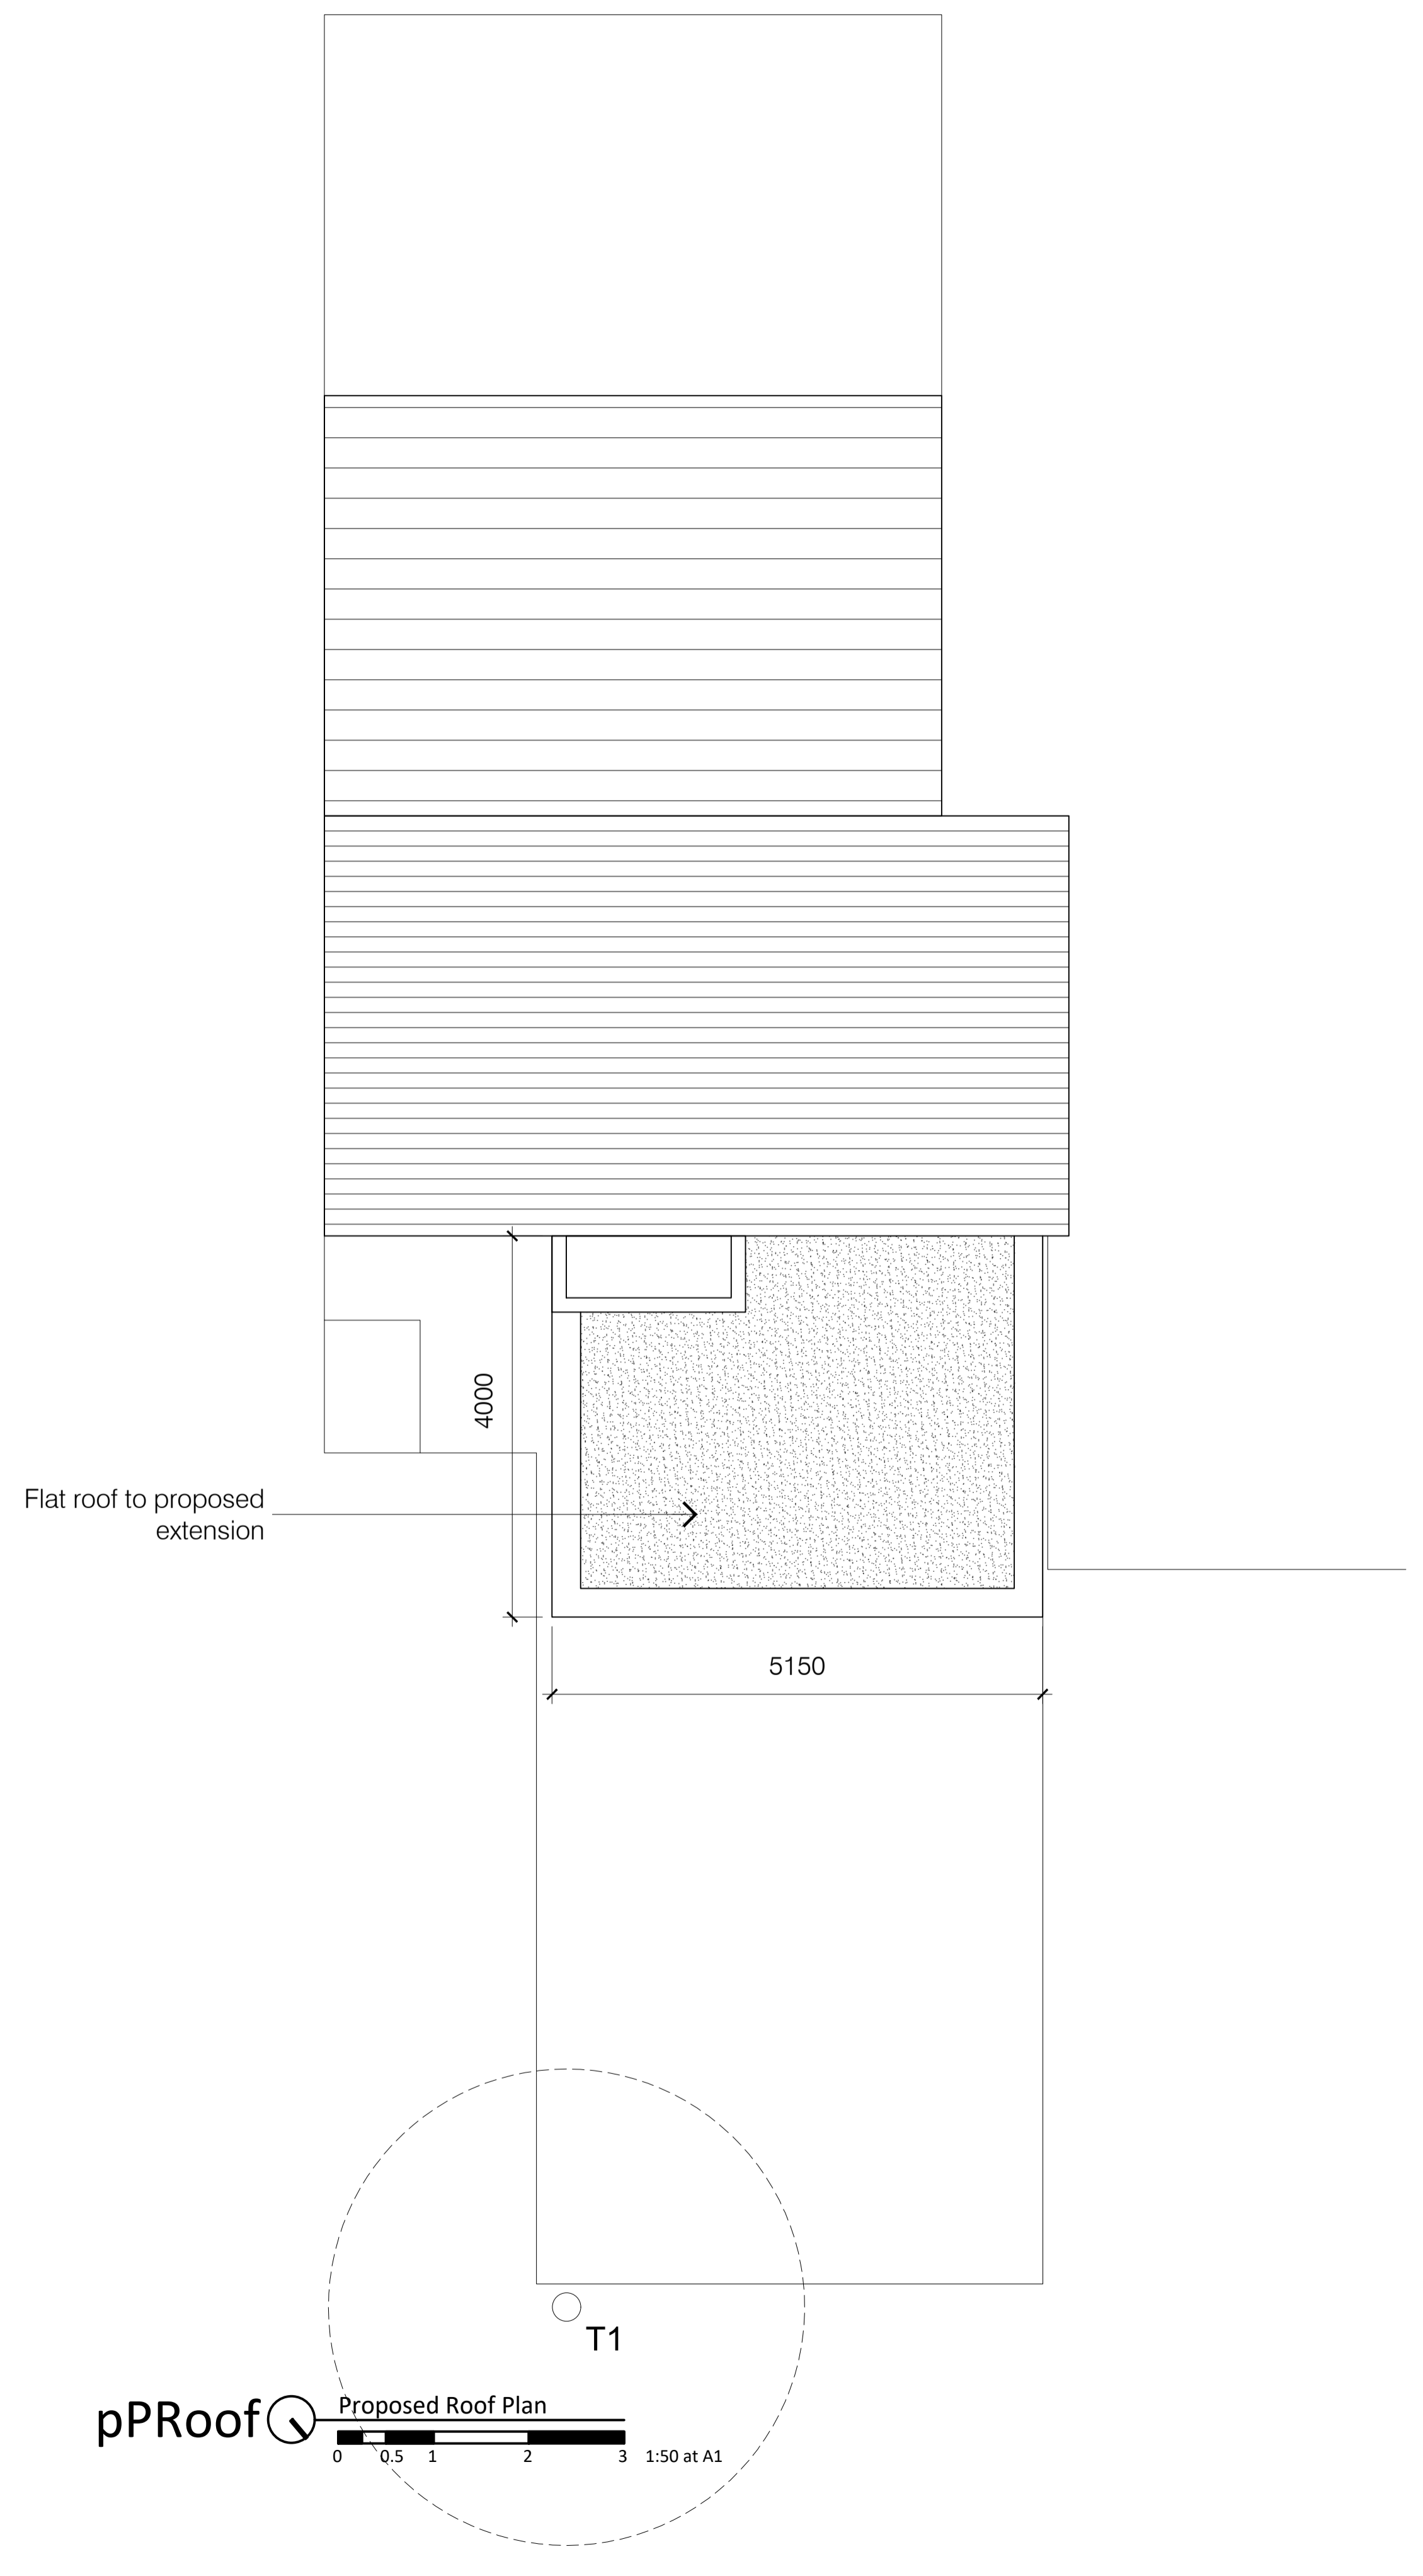 4000
Flat roof to proposed
extension
5150
T1
pPRoof
Proposed Roof Plan
0 0.5 1 2 3 1:50 at A1